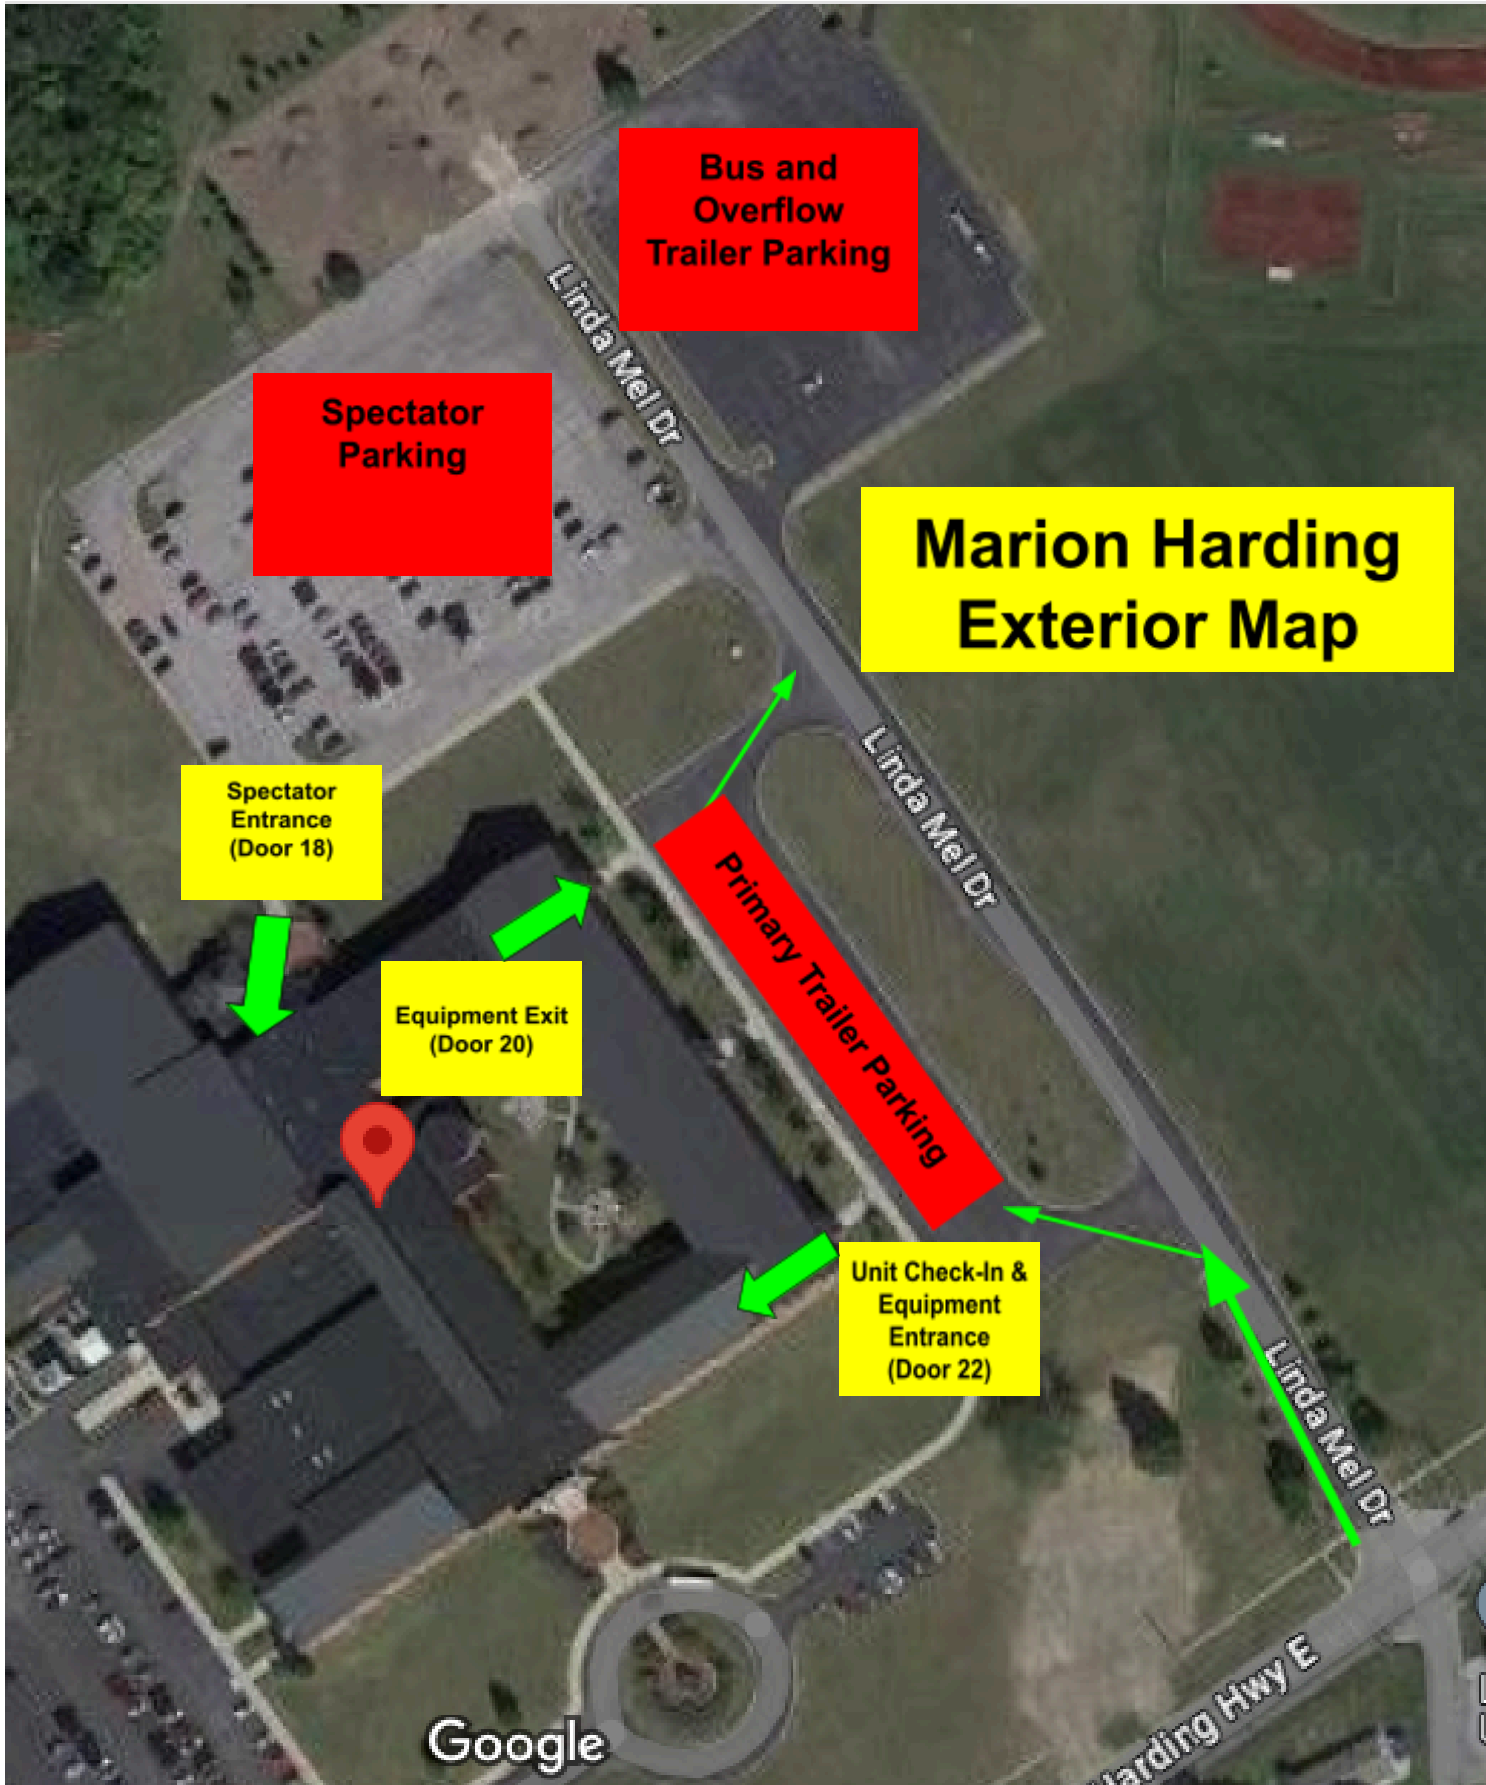 Bus and
Overflow
Trailer Parking
Linda Mel Dr
Spectator
Parking
Marion Harding
Exterior Map
Linda Mel Dr
Spectator
Entrance
(Door 18)
Primary Trailer Parking
Equipment Exit
(Door 20)
Unit Check-In &
Equipment
Entrance
(Door 22)
Linda Mel Dr
Harding Hwy E
Google